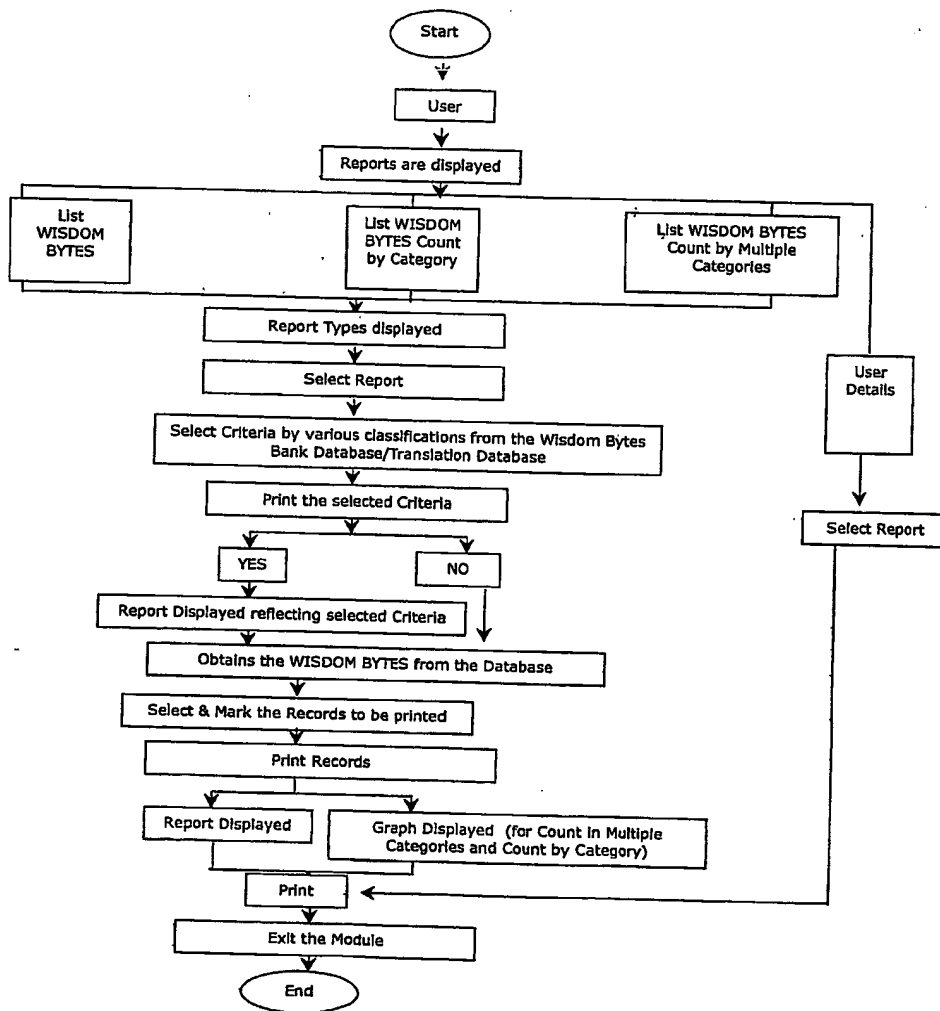 Start
User
Reports are displayed
List
WISDOM
BYTES
List WISDOM
BYTES Count
by Category
List WISDOM BYTES
Count by Multiple
Categories
User
Details
Report Types displayed
Select Report
Select Criteria by various classifications from the Wisdom Bytes
Bank Database/Translation Database
Print the selected Criteria
Select Report
YES
NO
Report Displayed reflecting selected Criteria
Obtains the WISDOM BYTES from the Database
Select & Mark the Records to be printed
Print Records
Report Displayed
Graph Displayed (for Count in Multiple
Categories and Count by Category)
Print
Exit the Module
End